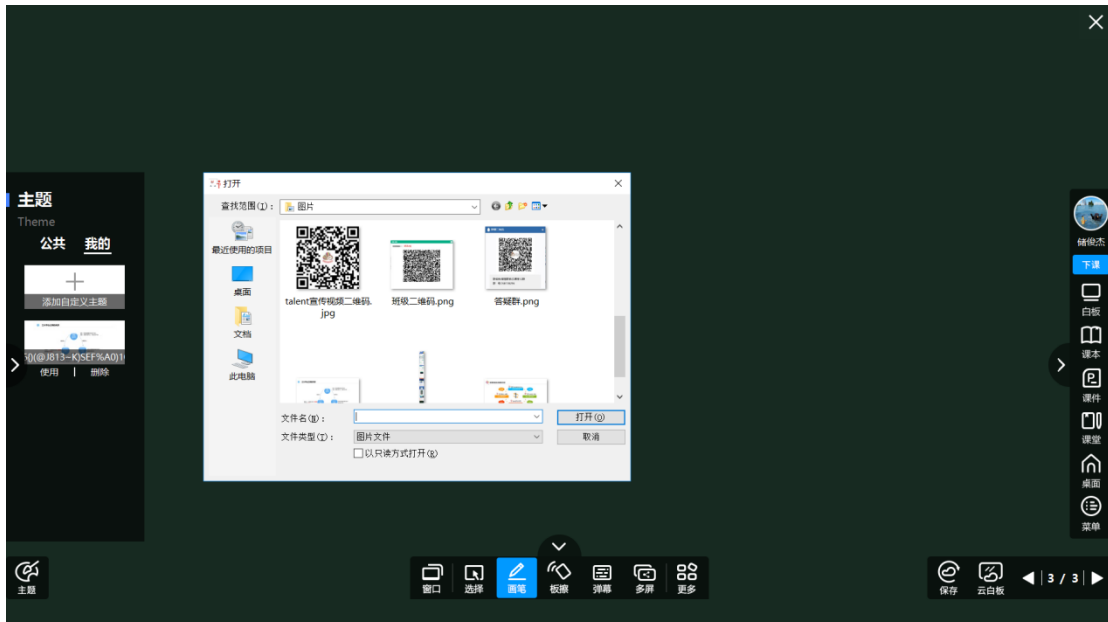 主题
Theme
公共 我的
添加自定义主题
5()(@J813~K)SEF%A0)1
使用 | 删除
打开
查找范围(I): 图片
最近使用的项目
桌面
文档
此电脑
talent宣传视频二维码.
jpg
班级二维码.png
答疑群.png
文件名(N):
打开(O)
文件类型(T): 图片文件
取消
以只读方式打开(R)
储俊杰
下课
白板
课本
课件
课堂
桌面
菜单
主题
窗口 选择 画笔 板擦 弹幕 多屏 更多
保存 云白板 3 / 3